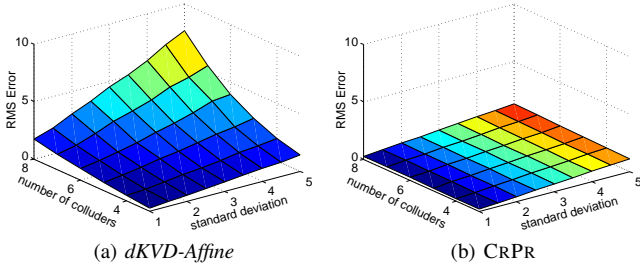 10
5
0
RMS Error
8
6
4
number of colluders
1
2
3
4
5
standard deviation
(a) dKVD-Affine
10
5
0
RMS Error
8
6
4
number of colluders
1
2
3
4
5
standard deviation
(b) CRPR